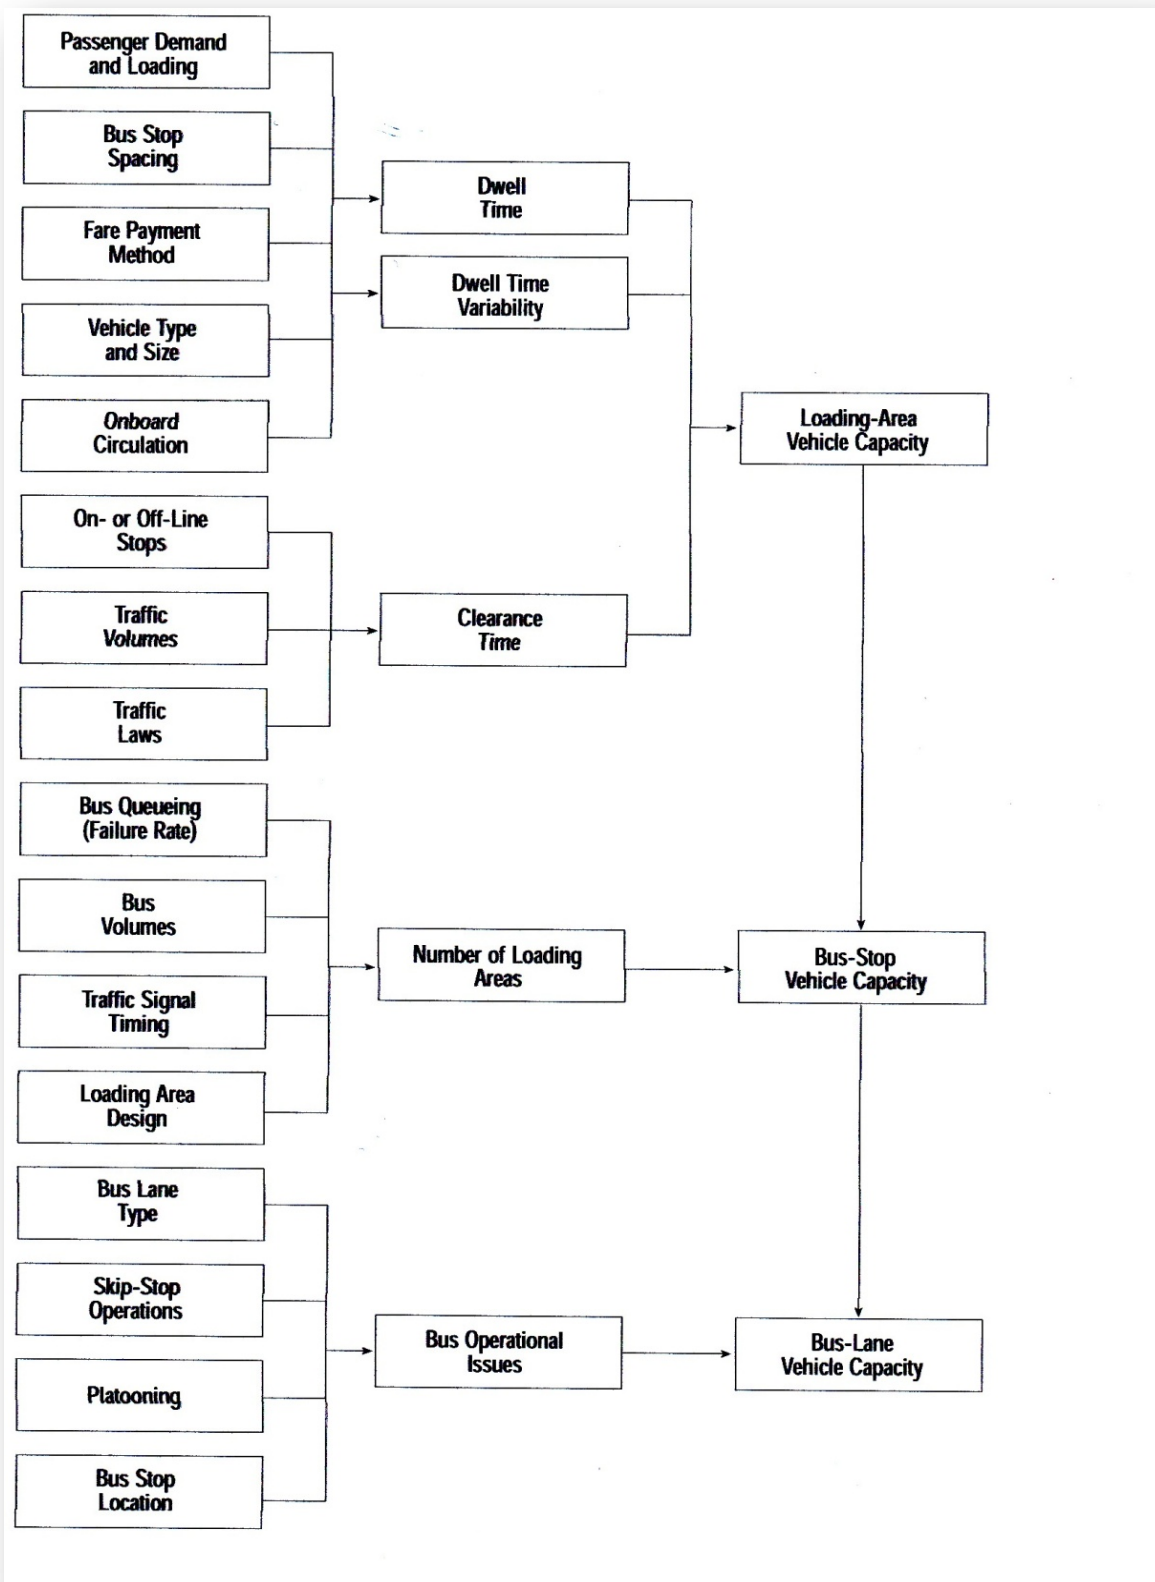 Passenger Demand
and Loading
Bus Stop
Spacing
Fare Payment
Method
Vehicle Type
and Size
Onboard
Circulation
On- or Off-Line
Stops
Traffic
Volumes
Traffic
Laws
Bus Queueing
(Failure Rate)
Bus
Volumes
Traffic Signal
Timing
Loading Area
Design
Bus Lane
Type
Skip-Stop
Operations
Platooning
Bus Stop
Location
Dwell
Time
Dwell Time
Variability
Clearance
Time
Number of Loading
Areas
Bus Operational
Issues
Loading-Area
Vehicle Capacity
Bus-Stop
Vehicle Capacity
Bus-Lane
Vehicle Capacity